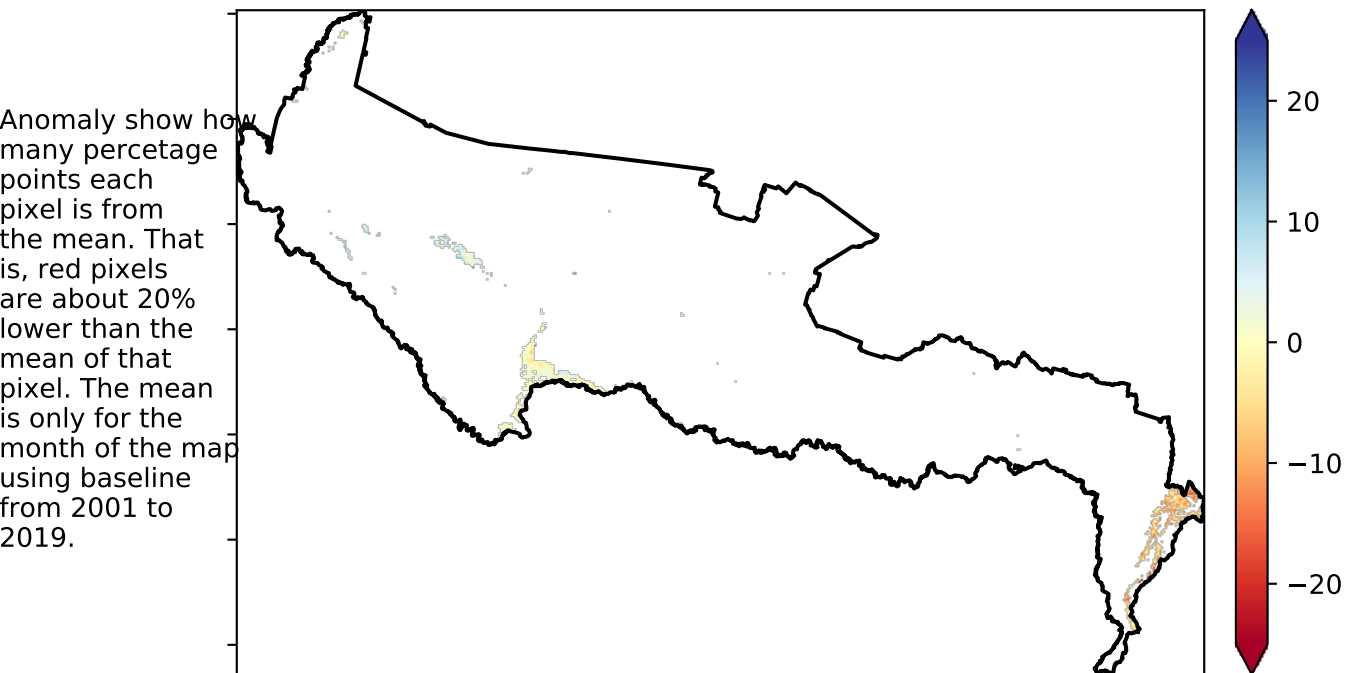 Anomaly show how
many percetage
points each
pixel is from
the mean. That
is, red pixels
are about 20%
lower than the
mean of that
pixel. The mean
is only for the
month of the map
using baseline
from 2001 to
2019.
20
10
0
−10
−20